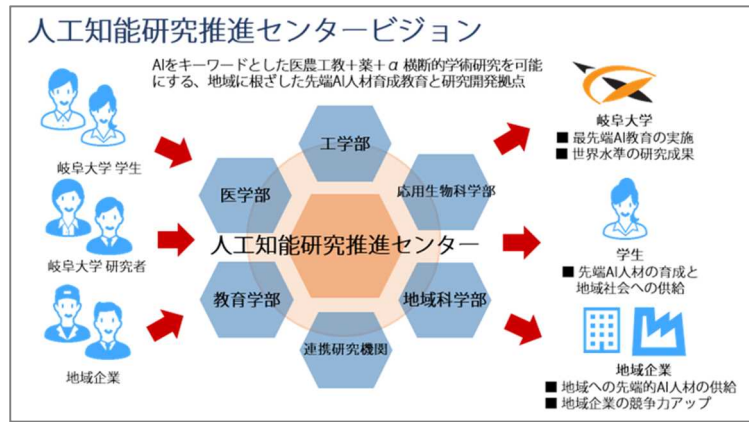 人工知能研究推進センタービジョン
AIをキーワードとした医農工教＋薬＋α 横断的学術研究を可能
にする、地域に根ざした先端AI人材育成教育と研究開発拠点
岐阜大学 学生
岐阜大学 研究者
地域企業
工学部
医学部
応用生物科学部
人工知能研究推進センター
教育学部
地域科学部
連携研究機関
岐阜大学
■ 最先端AI教育の実施
■ 世界水準の研究成果
学生
■ 先端AI人材の育成と
地域社会への供給
地域企業
■ 地域への先端的AI人材の供給
■ 地域企業の競争力アップ